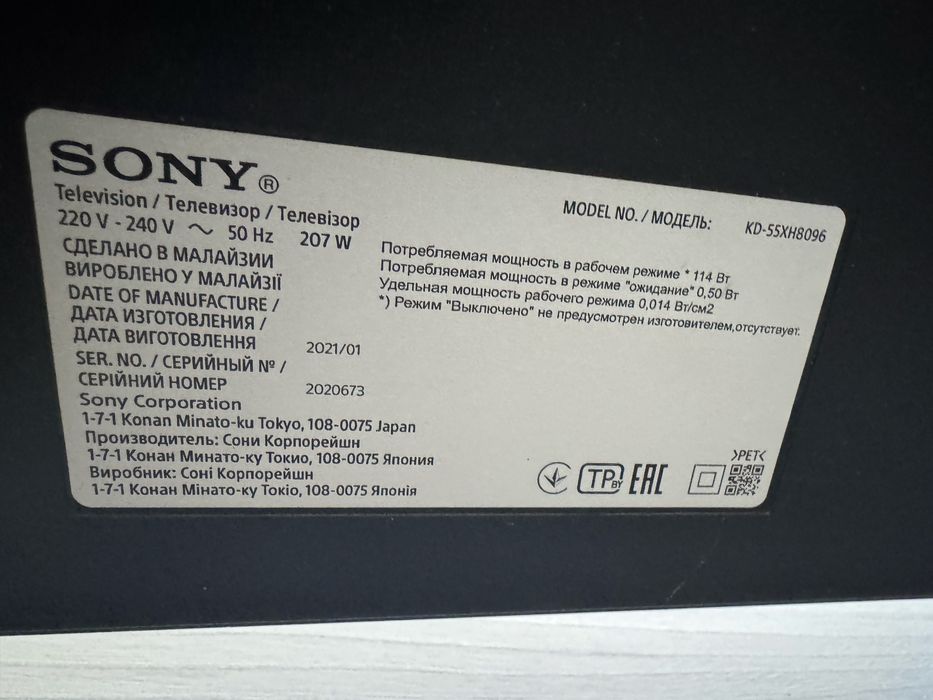 SONY®
Television / Телевизор / Телевізор
220 V - 240 V ~ 50 Hz 207 W
СДЕЛАНО В МАЛАЙЗИИ
ВИРОБЛЕНО У МАЛАЙЗІЇ
DATE OF MANUFACTURE /
ДАТА ИЗГОТОВЛЕНИЯ /
ДАТА ВИГОТОВЛЕННЯ 2021/01
SER. NO. / СЕРИЙНЫЙ № /
СЕРІЙНИЙ НОМЕР 2020673
Sony Corporation
1-7-1 Konan Minato-ku Tokyo, 108-0075 Japan
Производитель: Сони Корпорейшн
1-7-1 Конан Минато-ку Токио, 108-0075 Япония
Виробник: Соні Корпорейшн
1-7-1 Конан Мінато-ку Токіо, 108-0075 Японія
MODEL NO. / МОДЕЛЬ: KD-55XH8096
Потребляемая мощность в рабочем режиме * 114 Вт
Потребляемая мощность в режиме "ожидание" 0,50 Вт
Удельная мощность рабочего режима 0,014 Вт/см2
*) Режим "Выключено" не предусмотрен изготовителем,отсутствует.
TP BY EAC
>PET<